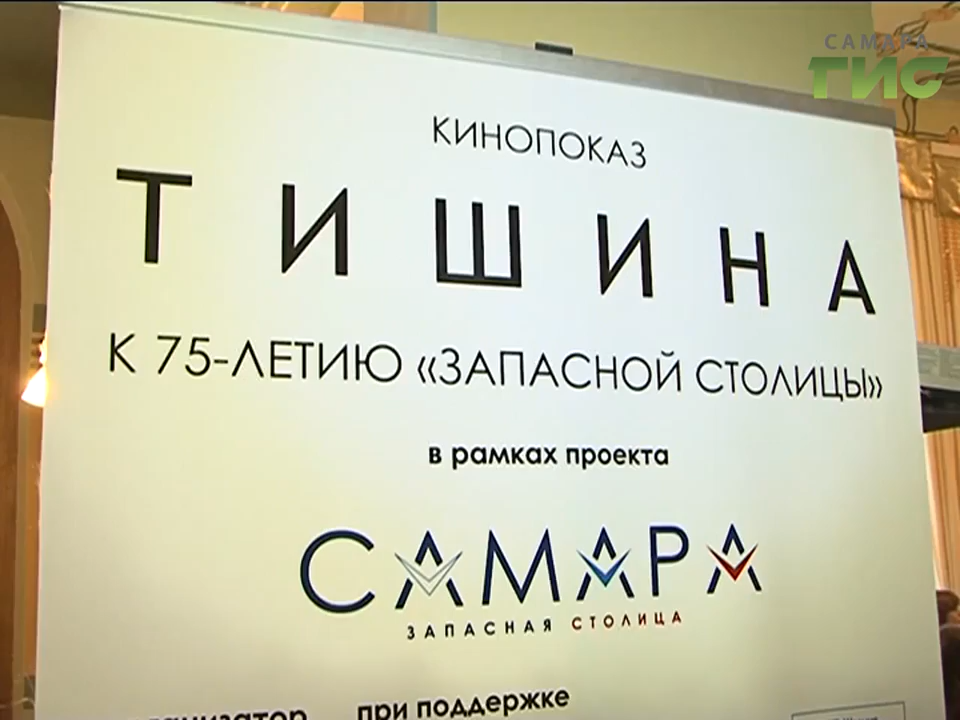 САМАРА
ГИС
КИНОПОКАЗ
ТИШИНА
К 75-ЛЕТИЮ «ЗАПАСНОЙ СТОЛИЦЫ»
в рамках проекта
САМАРА
ЗАПАСНАЯ СТОЛИЦА
при поддержке